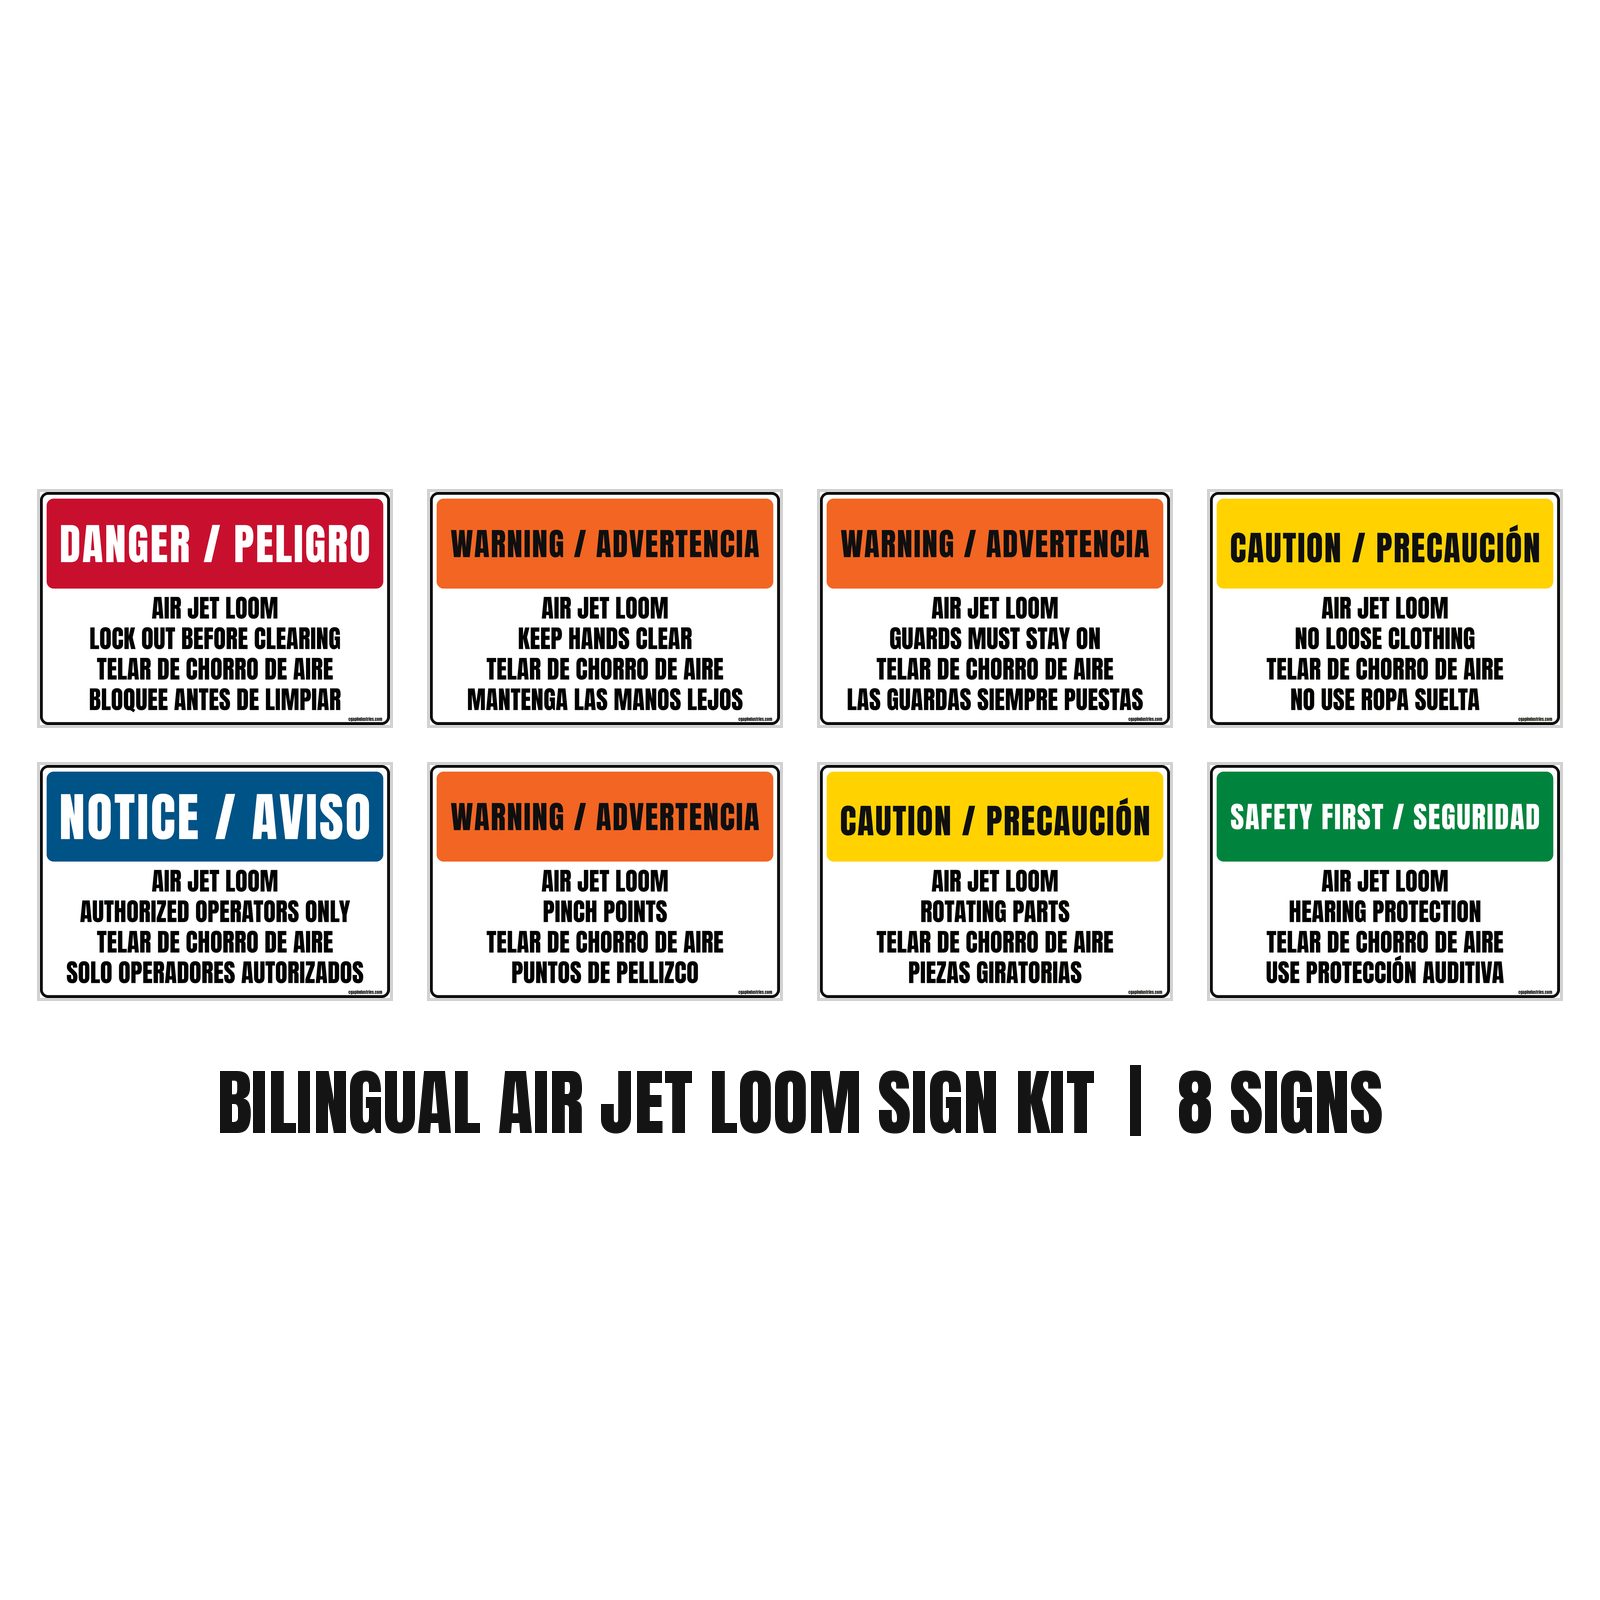 DANGER / PELIGRO
AIR JET LOOM
LOCK OUT BEFORE CLEARING
TELAR DE CHORRO DE AIRE
BLOQUEE ANTES DE LIMPIAR
cgaphindustries.com
WARNING / ADVERTENCIA
AIR JET LOOM
KEEP HANDS CLEAR
TELAR DE CHORRO DE AIRE
MANTENGA LAS MANOS LEJOS
WARNING / ADVERTENCIA
AIR JET LOOM
GUARDS MUST STAY ON
TELAR DE CHORRO DE AIRE
LAS GUARDAS SIEMPRE PUESTAS
CAUTION / PRECAUCIÓN
AIR JET LOOM
NO LOOSE CLOTHING
TELAR DE CHORRO DE AIRE
NO USE ROPA SUELTA
NOTICE / AVISO
AIR JET LOOM
AUTHORIZED OPERATORS ONLY
TELAR DE CHORRO DE AIRE
SOLO OPERADORES AUTORIZADOS
WARNING / ADVERTENCIA
AIR JET LOOM
PINCH POINTS
TELAR DE CHORRO DE AIRE
PUNTOS DE PELLIZCO
CAUTION / PRECAUCIÓN
AIR JET LOOM
ROTATING PARTS
TELAR DE CHORRO DE AIRE
PIEZAS GIRATORIAS
SAFETY FIRST / SEGURIDAD
AIR JET LOOM
HEARING PROTECTION
TELAR DE CHORRO DE AIRE
USE PROTECCIÓN AUDITIVA
BILINGUAL AIR JET LOOM SIGN KIT | 8 SIGNS